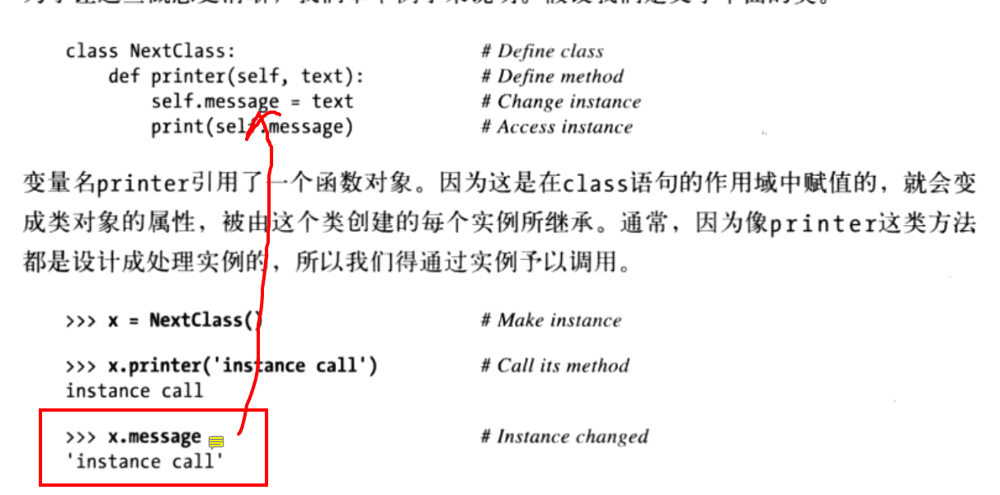 class NextClass: # Define class
def printer(self, text): # Define method
self.message = text # Change instance
print(self.message) # Access instance
变量名printer引用了一个函数对象。因为这是在class语句的作用域中赋值的，就会变
成类对象的属性，被由这个类创建的每个实例所继承。通常，因为像printer这类方法
都是设计成处理实例的，所以我们得通过实例予以调用。
>>> x = NextClass() # Make instance
>>> x.printer('instance call') # Call its method
instance call
>>> x.message # Instance changed
'instance call'